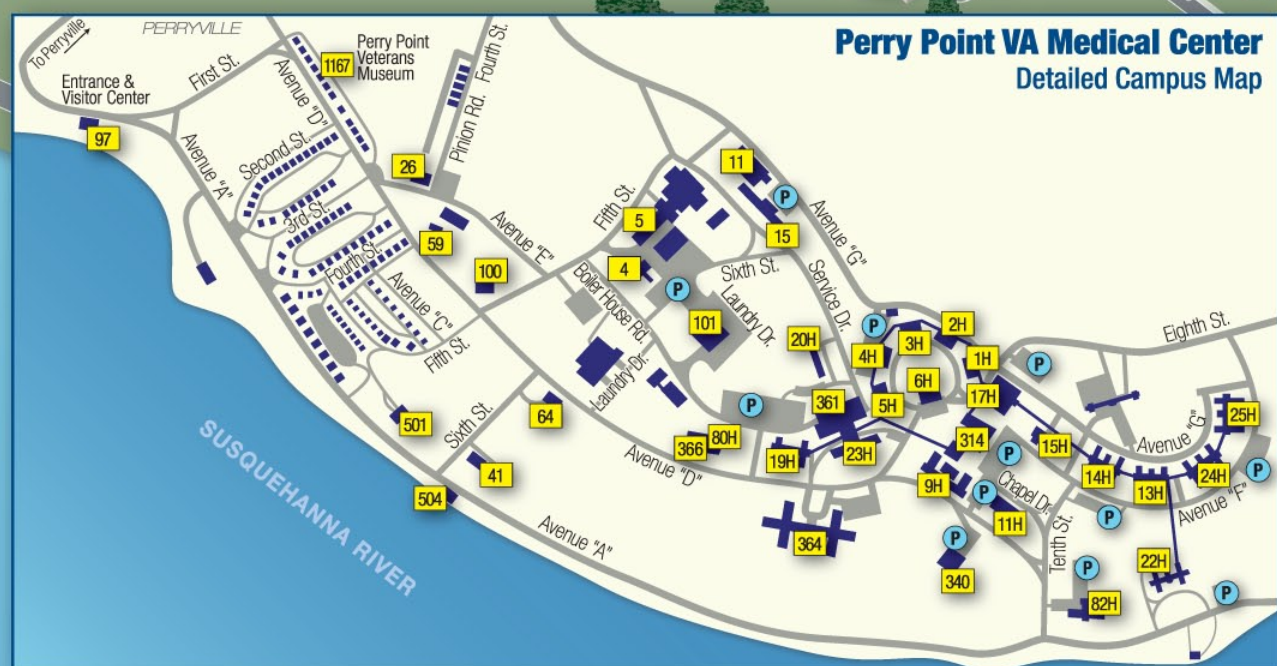 Perry Point VA Medical Center
Detailed Campus Map
To Perryville
PERRYVILLE
Entrance &
Visitor Center
97
First St.
Avenue "D"
1167
Perry Point
Veterans
Museum
Fourth St.
Pinion Rd.
26
Avenue "A"
Second St.
3rd St.
Fourth St.
Avenue "C"
Fifth St.
59
100
Avenue "E"
Fifth St.
5
4
11
15
P
Avenue "G"
Sixth St.
P
Boiler House Rd.
Laundry Dr.
101
Laundry Dr.
Service Dr.
20H
P
4H
3H
2H
1H
6H
5H
17H
P
Eighth St.
361
P
64
Sixth St.
501
41
504
366
80H
Avenue "D"
19H
23H
314
P
15H
14H
13H
24H
25H
Avenue "G"
P
Avenue "F"
9H
P
Chapel Dr.
11H
P
364
P
340
Tenth St.
P
22H
82H
P
Avenue "A"
SUSQUEHANNA RIVER